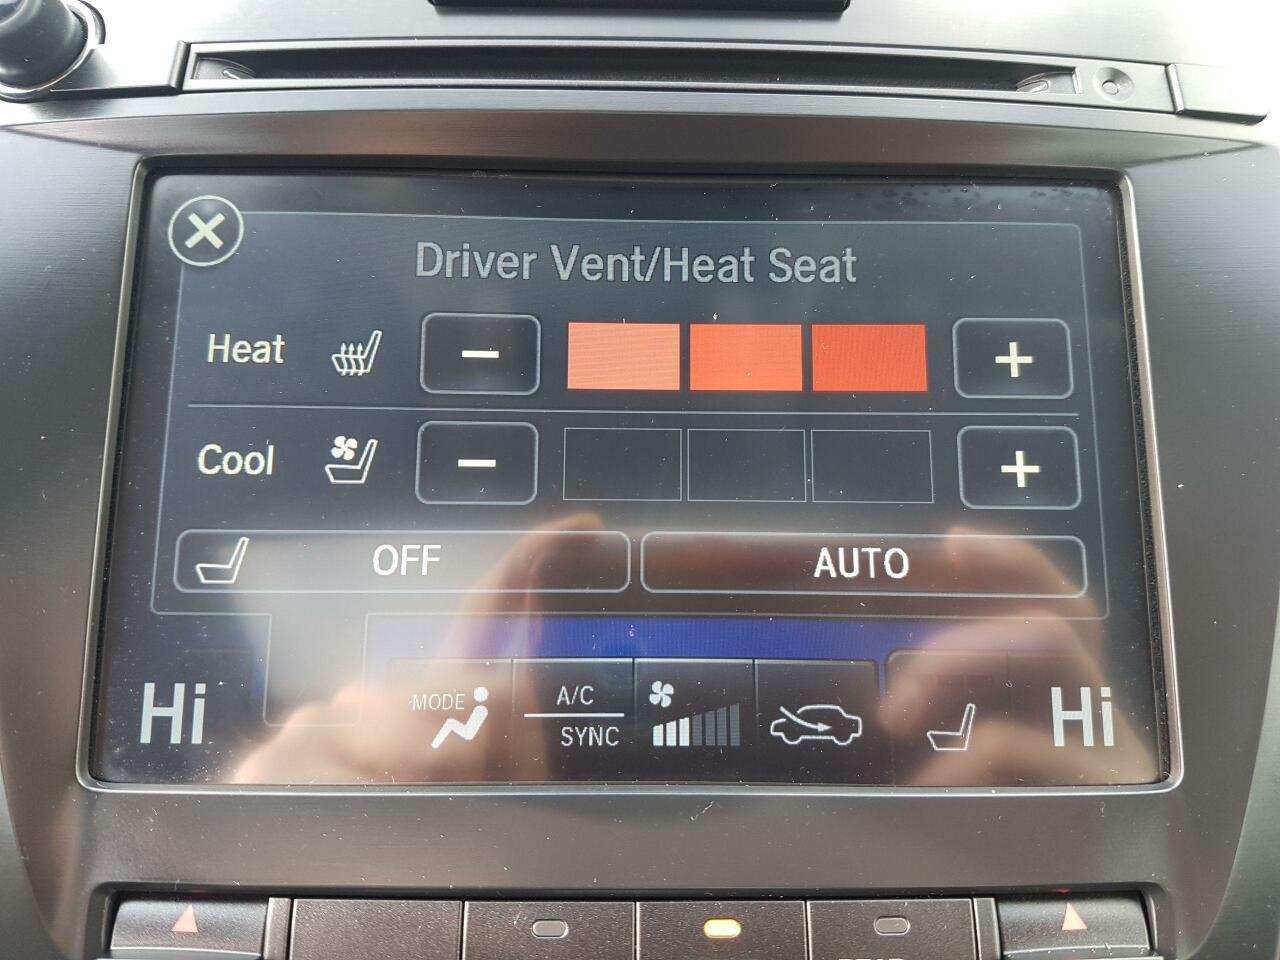 Driver Vent/Heat Seat
Heat − +
Cool − +
OFF AUTO
Hi MODE A/C SYNC Hi